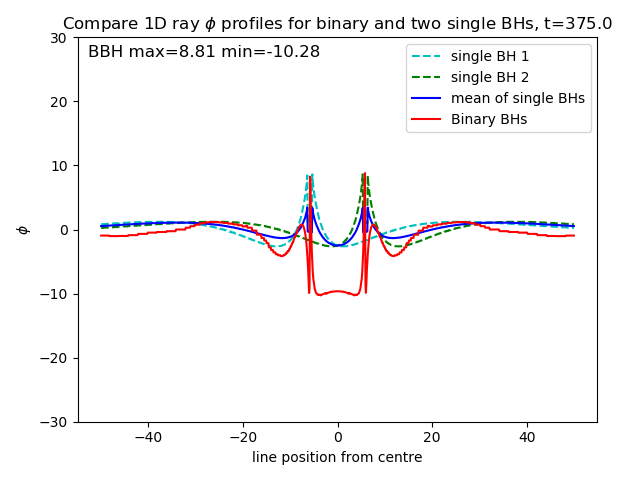 Compare 1D ray ϕ profiles for binary and two single BHs, t=375.0
BBH max=8.81 min=-10.28
single BH 1
single BH 2
mean of single BHs
Binary BHs
30
20
10
0
−10
−20
−30
ϕ
−40
−20
0
20
40
line position from centre